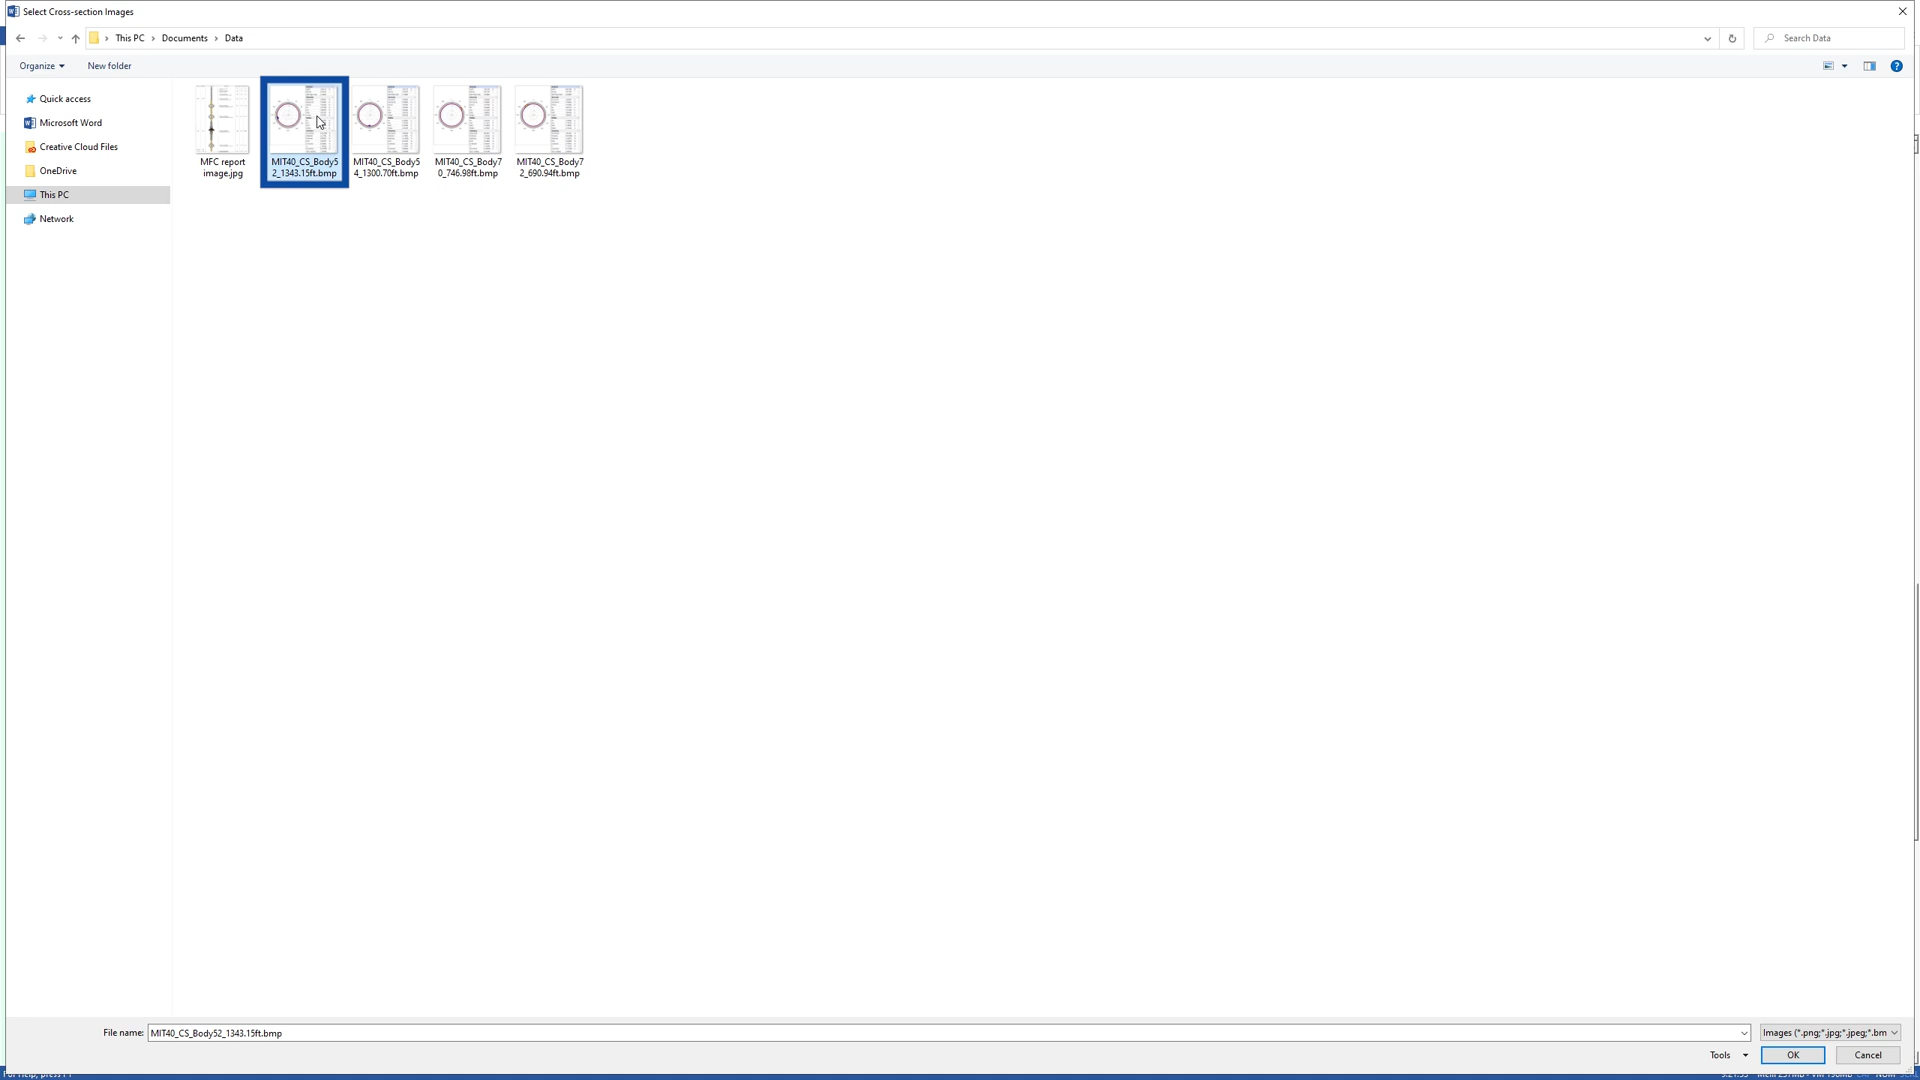 Select Cross-section Images
This PC > Documents > Data
Search Data
Organize
New folder
Quick access
Microsoft Word
Creative Cloud Files
OneDrive
This PC
Network
MFC report
image.jpg
MIT40_CS_Body5
2_1343.15ft.bmp
MIT40_CS_Body5
4_1300.70ft.bmp
MIT40_CS_Body7
0_746.98ft.bmp
MIT40_CS_Body7
2_690.94ft.bmp
File name: MIT40_CS_Body52_1343.15ft.bmp
Images (*.png;*.jpg;*.jpeg;*.bm
Tools
OK
Cancel